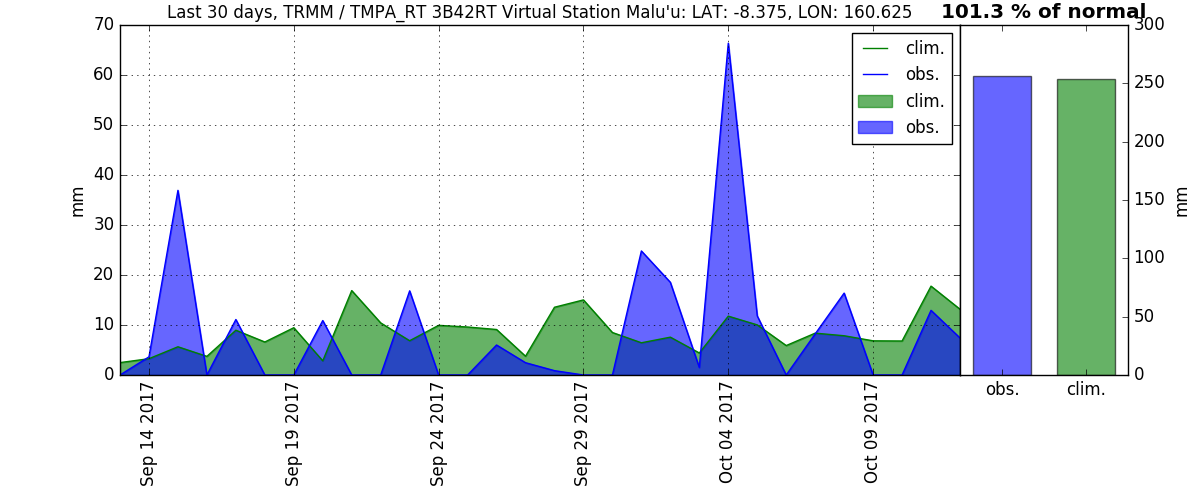 Last 30 days, TRMM / TMPA_RT 3B42RT Virtual Station Malu'u: LAT: -8.375, LON: 160.625
101.3 % of normal
70
60
50
40
30
20
10
0
mm
clim.
obs.
clim.
obs.
300
250
200
150
100
50
0
mm
Sep 14 2017
Sep 19 2017
Sep 24 2017
Sep 29 2017
Oct 04 2017
Oct 09 2017
obs.
clim.